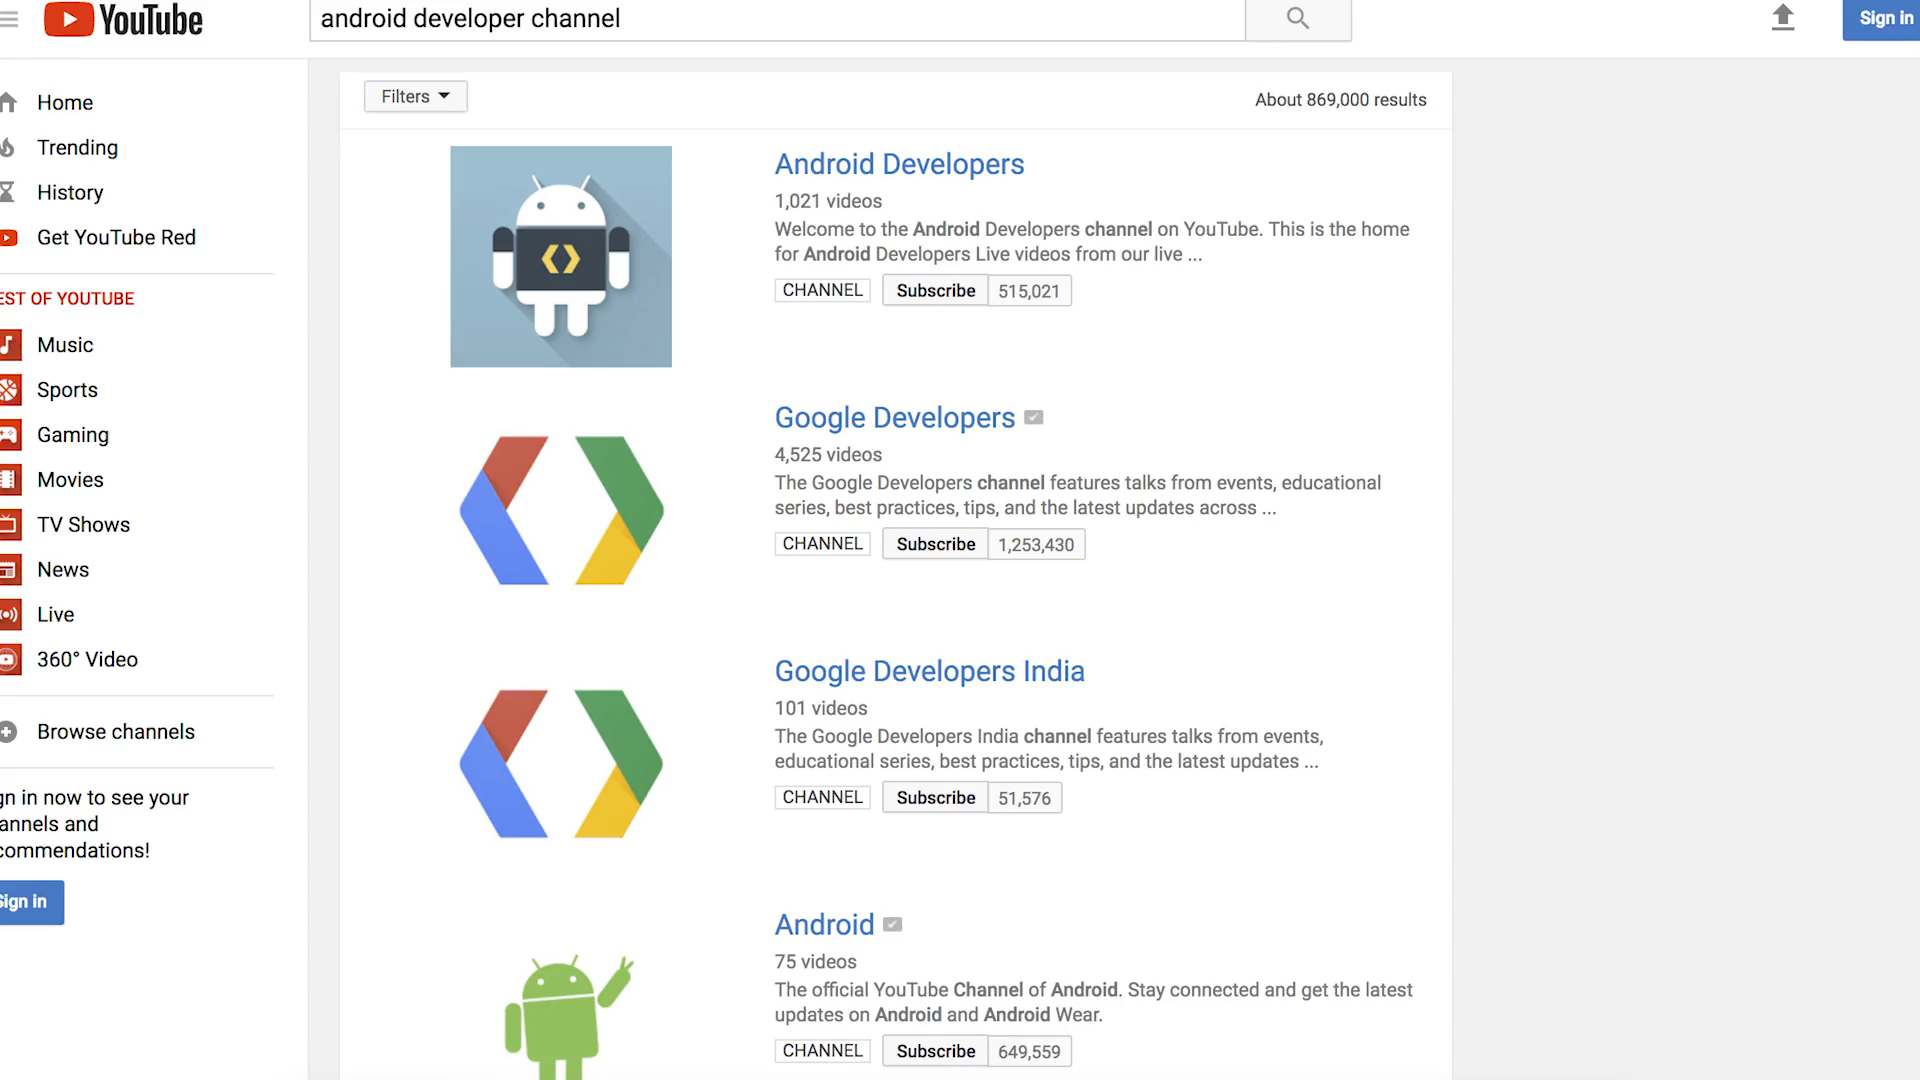 YouTube
android developer channel
Sign in
Home
Trending
History
Get YouTube Red
EST OF YOUTUBE
Music
Sports
Gaming
Movies
TV Shows
News
Live
360° Video
Browse channels
gn in now to see your
annels and
commendations!
Sign in
Filters
About 869,000 results
Android Developers
1,021 videos
Welcome to the Android Developers channel on YouTube. This is the home
for Android Developers Live videos from our live ...
CHANNEL Subscribe 515,021
Google Developers
4,525 videos
The Google Developers channel features talks from events, educational
series, best practices, tips, and the latest updates across ...
CHANNEL Subscribe 1,253,430
Google Developers India
101 videos
The Google Developers India channel features talks from events,
educational series, best practices, tips, and the latest updates ...
CHANNEL Subscribe 51,576
Android
75 videos
The official YouTube Channel of Android. Stay connected and get the latest
updates on Android and Android Wear.
CHANNEL Subscribe 649,559